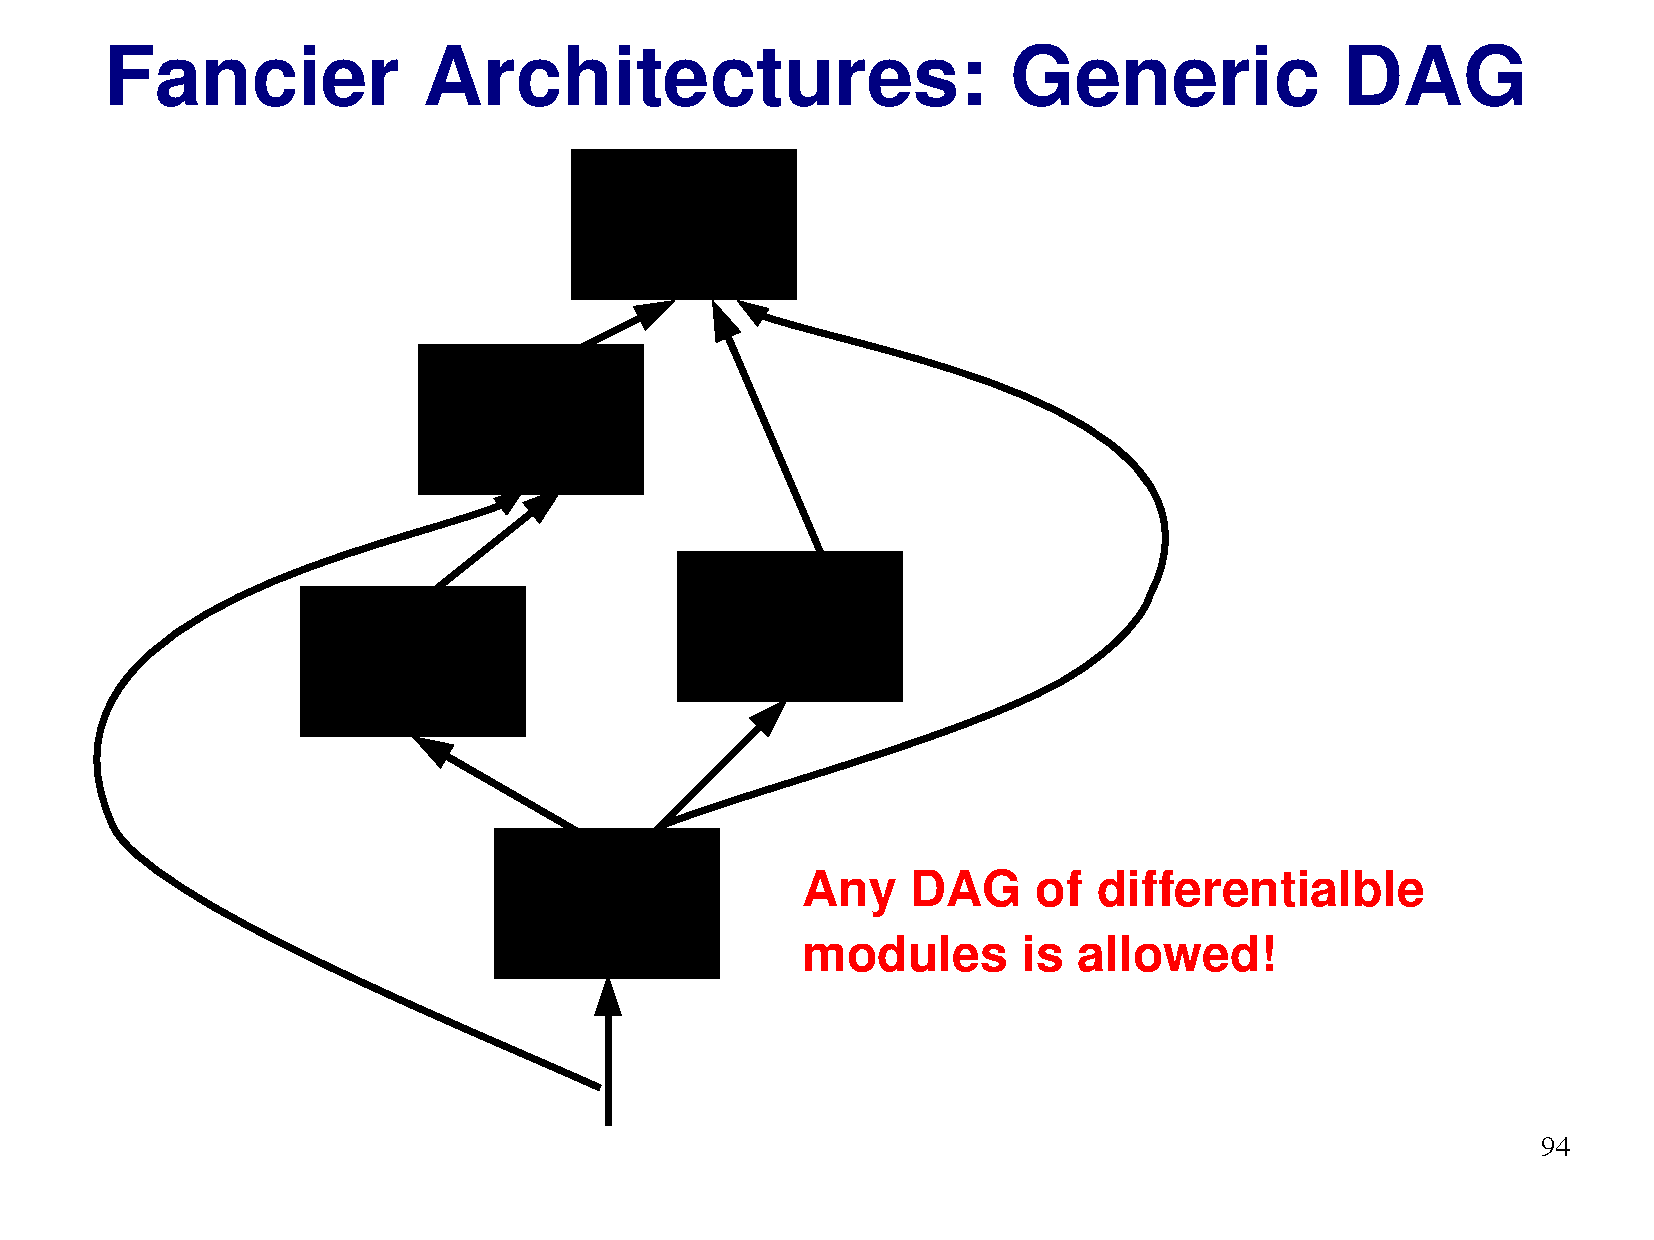 Fancier Architectures: Generic DAG
Any DAG of differentialble
modules is allowed!
94